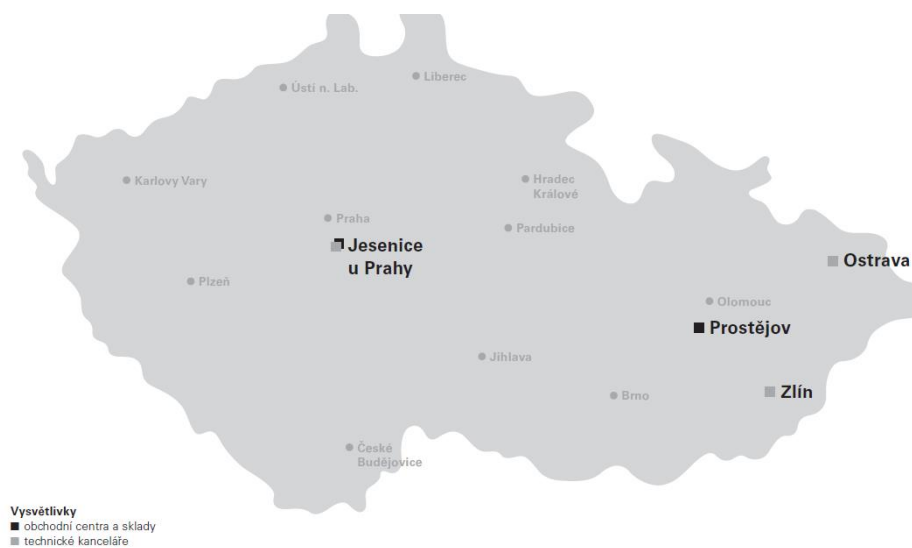 Liberec
Ústí n. Lab.
Karlovy Vary
Hradec
Králové
Praha
Pardubice
Jesenice
u Prahy
Ostrava
Plzeň
Olomouc
Prostějov
Jihlava
Zlín
Brno
České
Budějovice
Vysvětlivky
obchodní centra a sklady
technické kanceláře